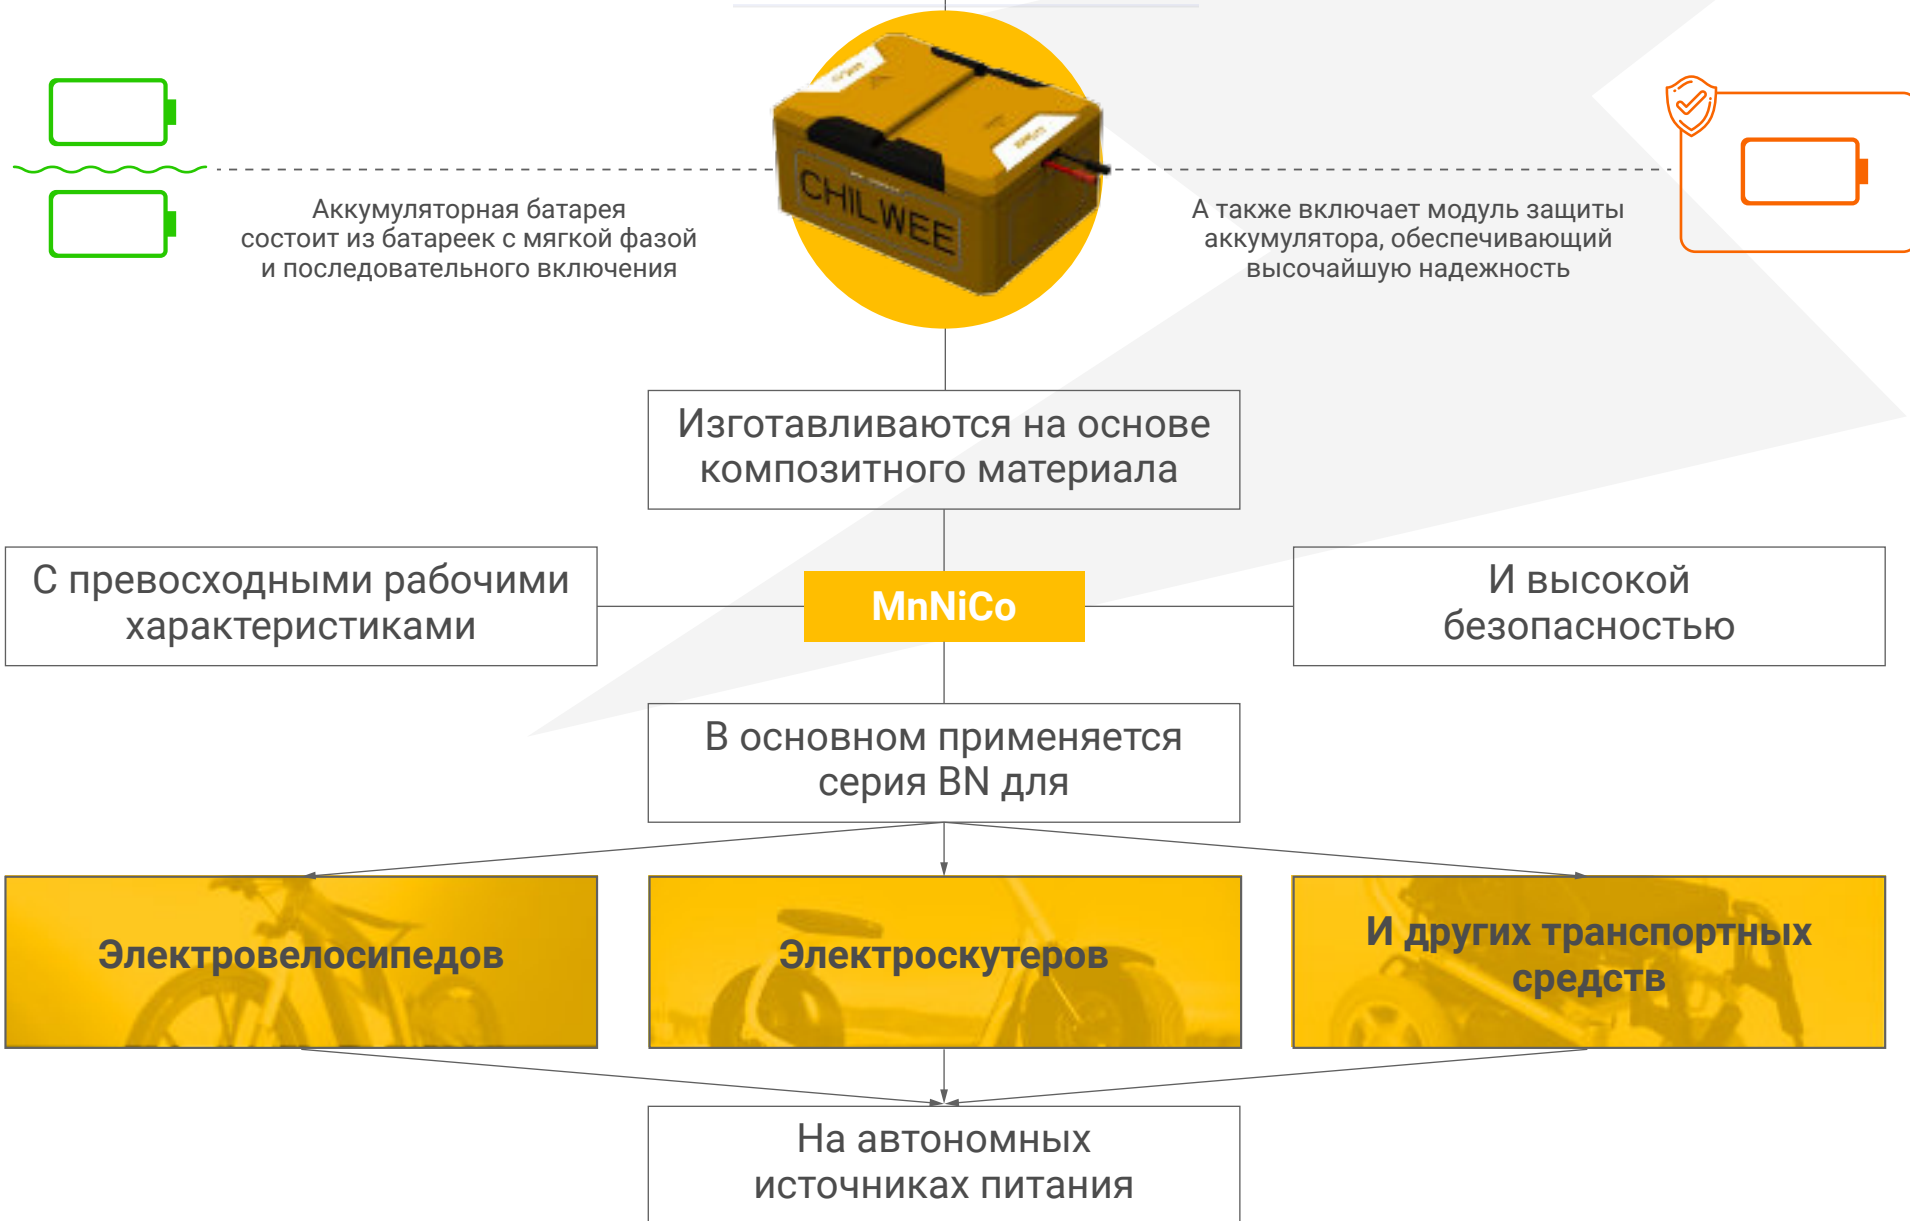 CHILWEE
Аккумуляторная батарея
состоит из батареек с мягкой фазой
и последовательного включения
А также включает модуль защиты
аккумулятора, обеспечивающий
высочайшую надежность
Изготавливаются на основе
композитного материала
С превосходными рабочими
характеристиками
MnNiCo
И высокой
безопасностью
В основном применяется
серия BN для
Электровелосипедов
Электроскутеров
И других транспортных
средств
На автономных
источниках питания